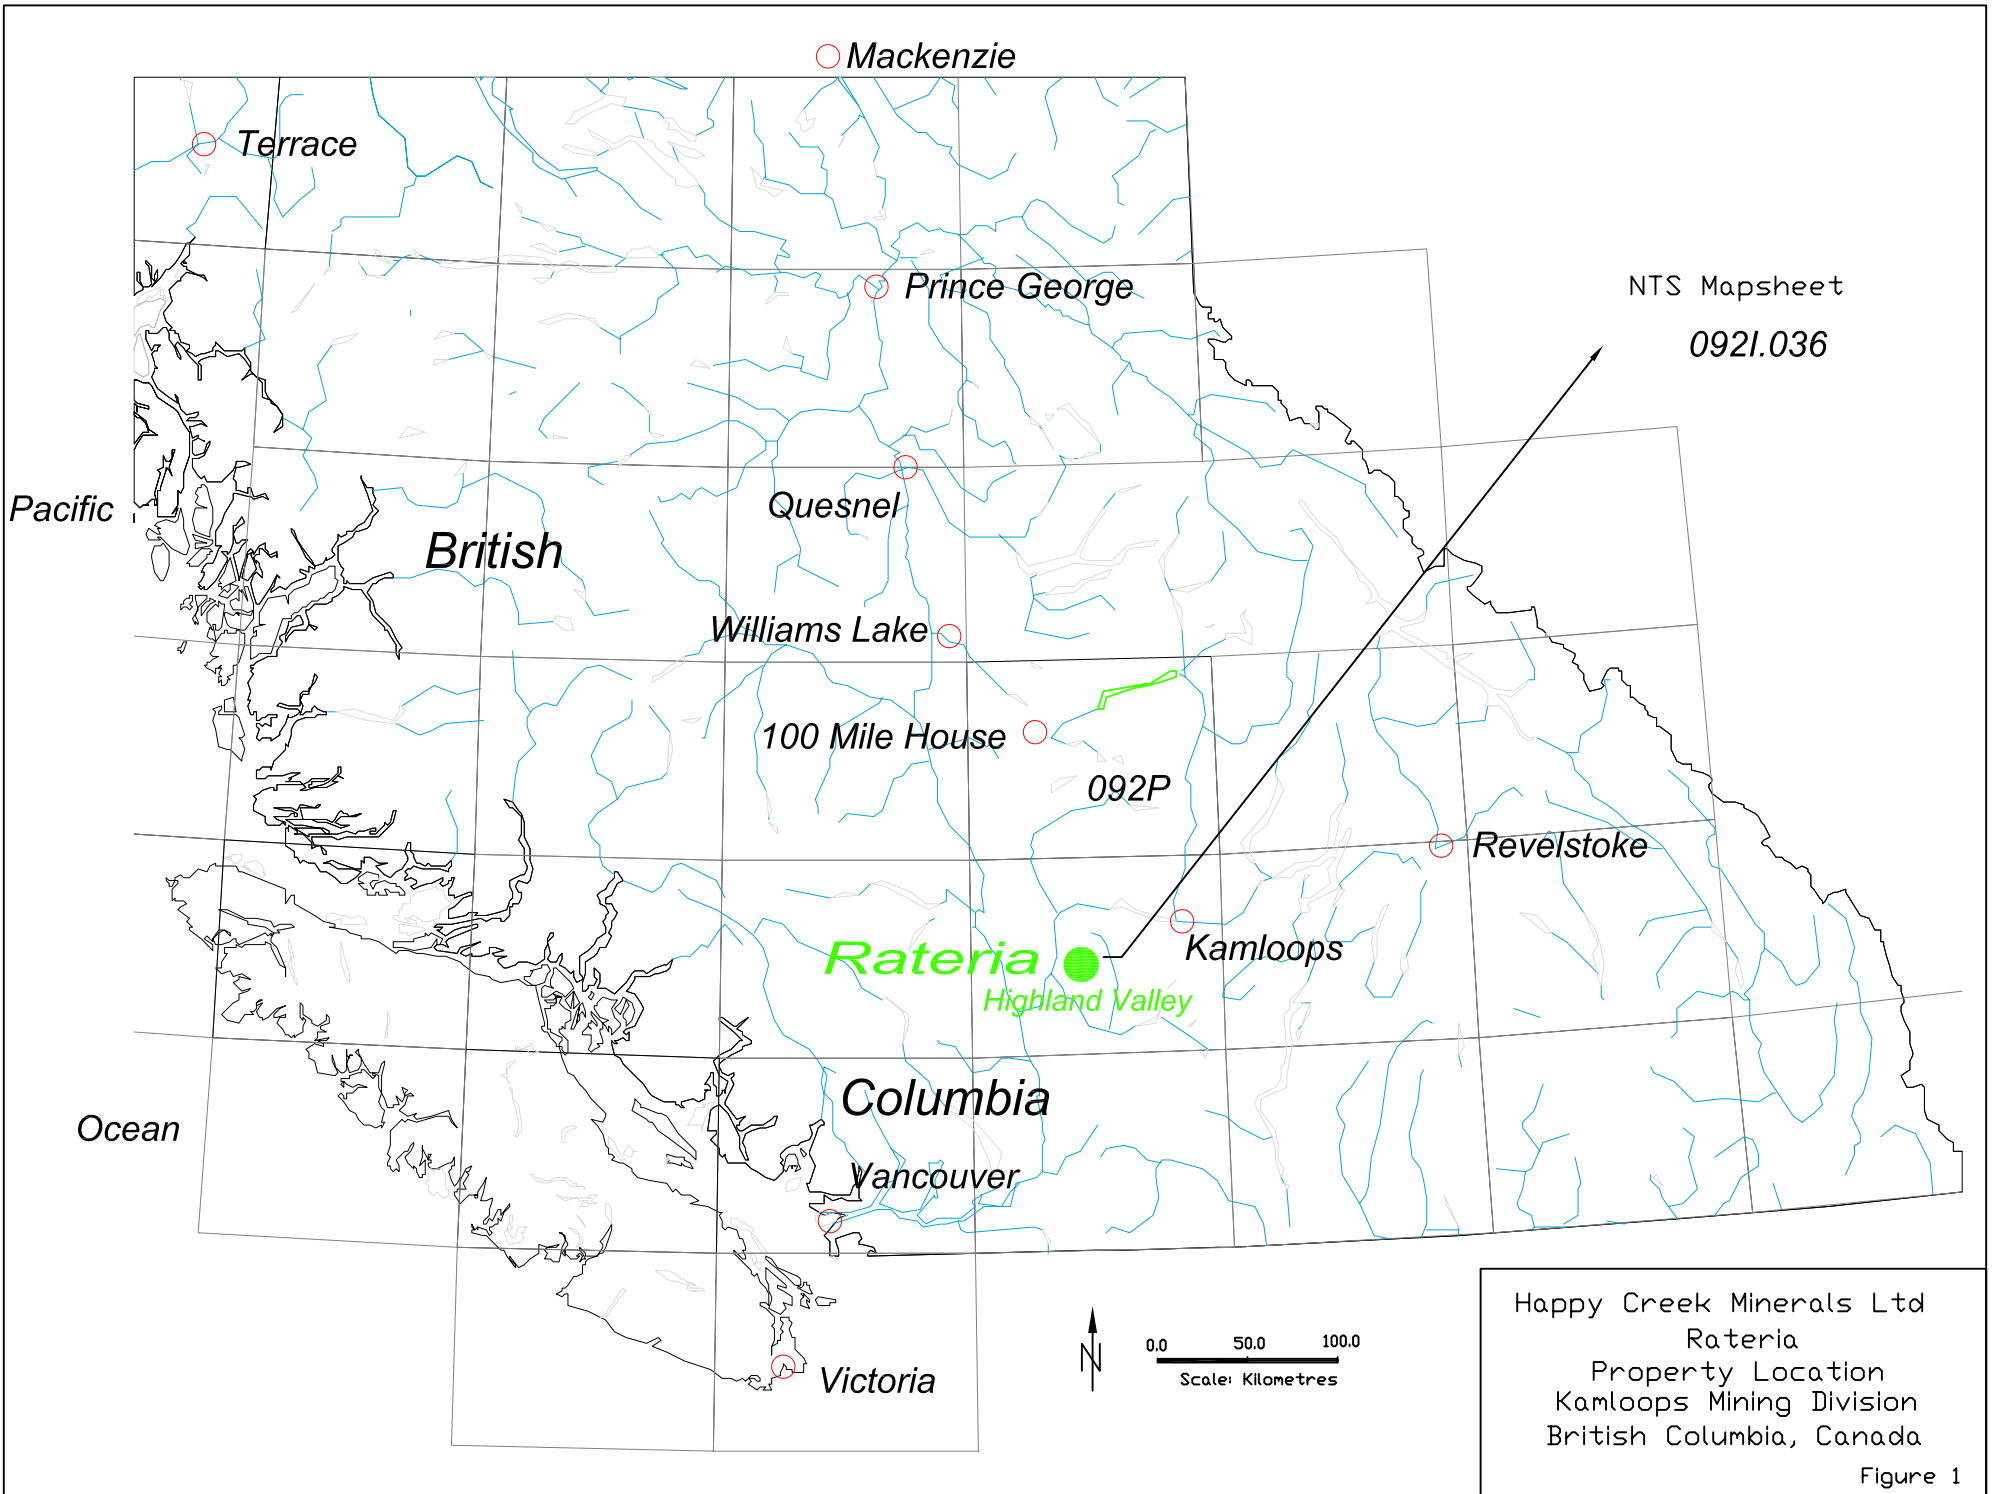 Mackenzie
Terrace
Prince George
NTS Mapsheet
092I.036
Pacific
Quesnel
British
Williams Lake
100 Mile House
092P
Revelstoke
Rateria
Kamloops
Highland Valley
Columbia
Ocean
Vancouver
Victoria
N
0.0 50.0 100.0
Scale: Kilometres
Happy Creek Minerals Ltd
Rateria
Property Location
Kamloops Mining Division
British Columbia, Canada
Figure 1